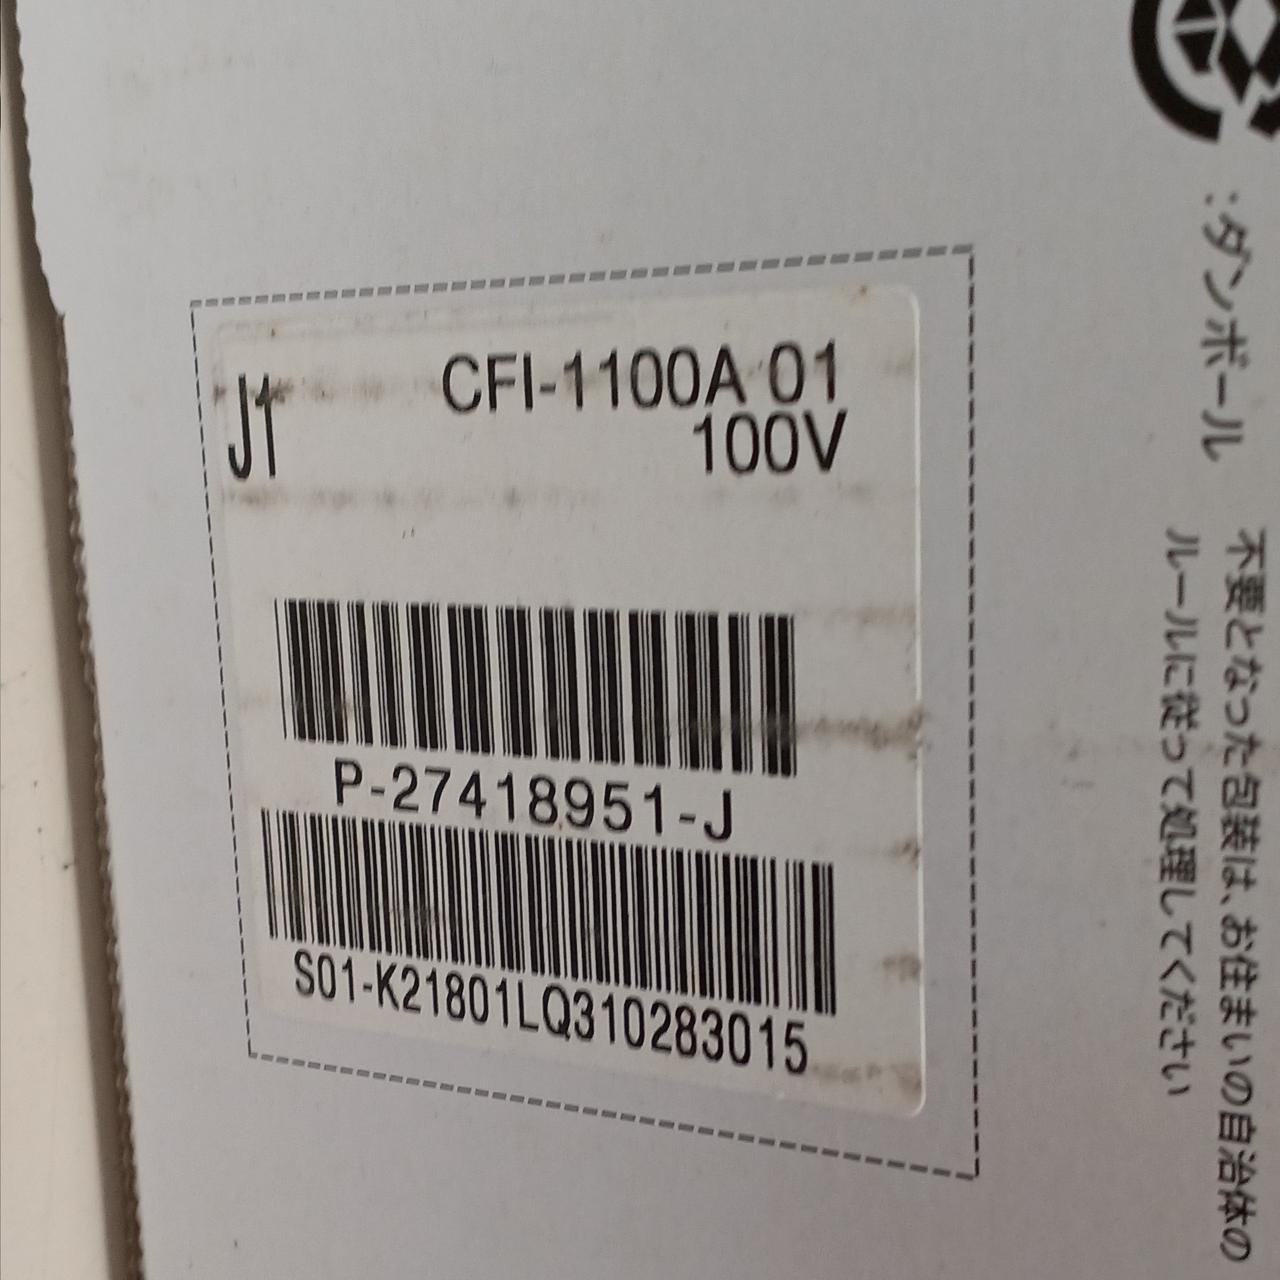 J1
CFI-1100A 01
100V
P-27418951-J
S01-K21801LQ310283015
:ダンボール
不要となった包装は、お住まいの自治体の
ルールに従って処理してください